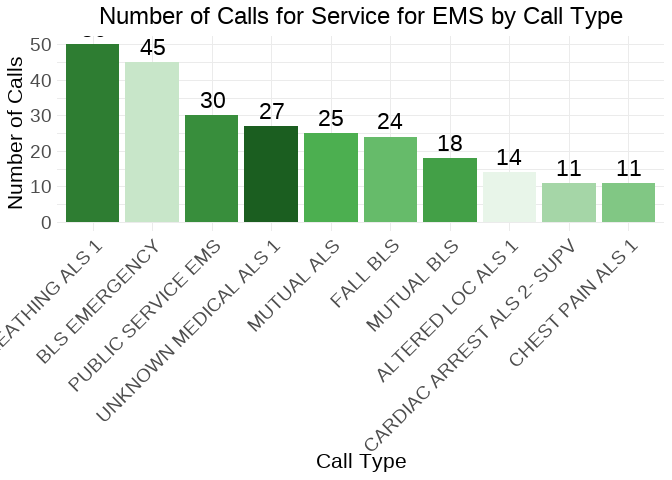 Number of Calls for Service for EMS by Call Type
Number of Calls
50
40
30
20
10
0
45
30
27
25
24
18
14
11
11
ALS 1
BLS EMERGENCY
PUBLIC SERVICE EMS
UNKNOWN MEDICAL ALS 1
MUTUAL ALS
FALL BLS
MUTUAL BLS
ALTERED LOC ALS 1
CARDIAC ARREST ALS 2- SUPV
CHEST PAIN ALS 1
Call Type